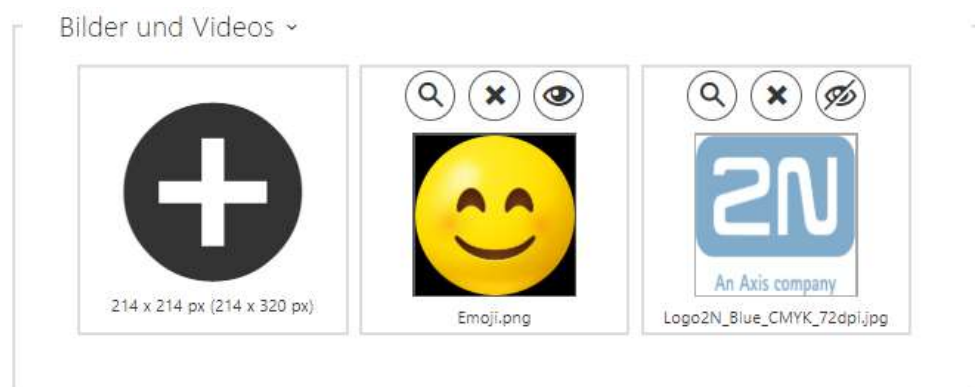 Bilder und Videos
214 x 214 px (214 x 320 px)
2N
An Axis company
Emoji.png
Logo2N_Blue_CMYK_72dpi.jpg